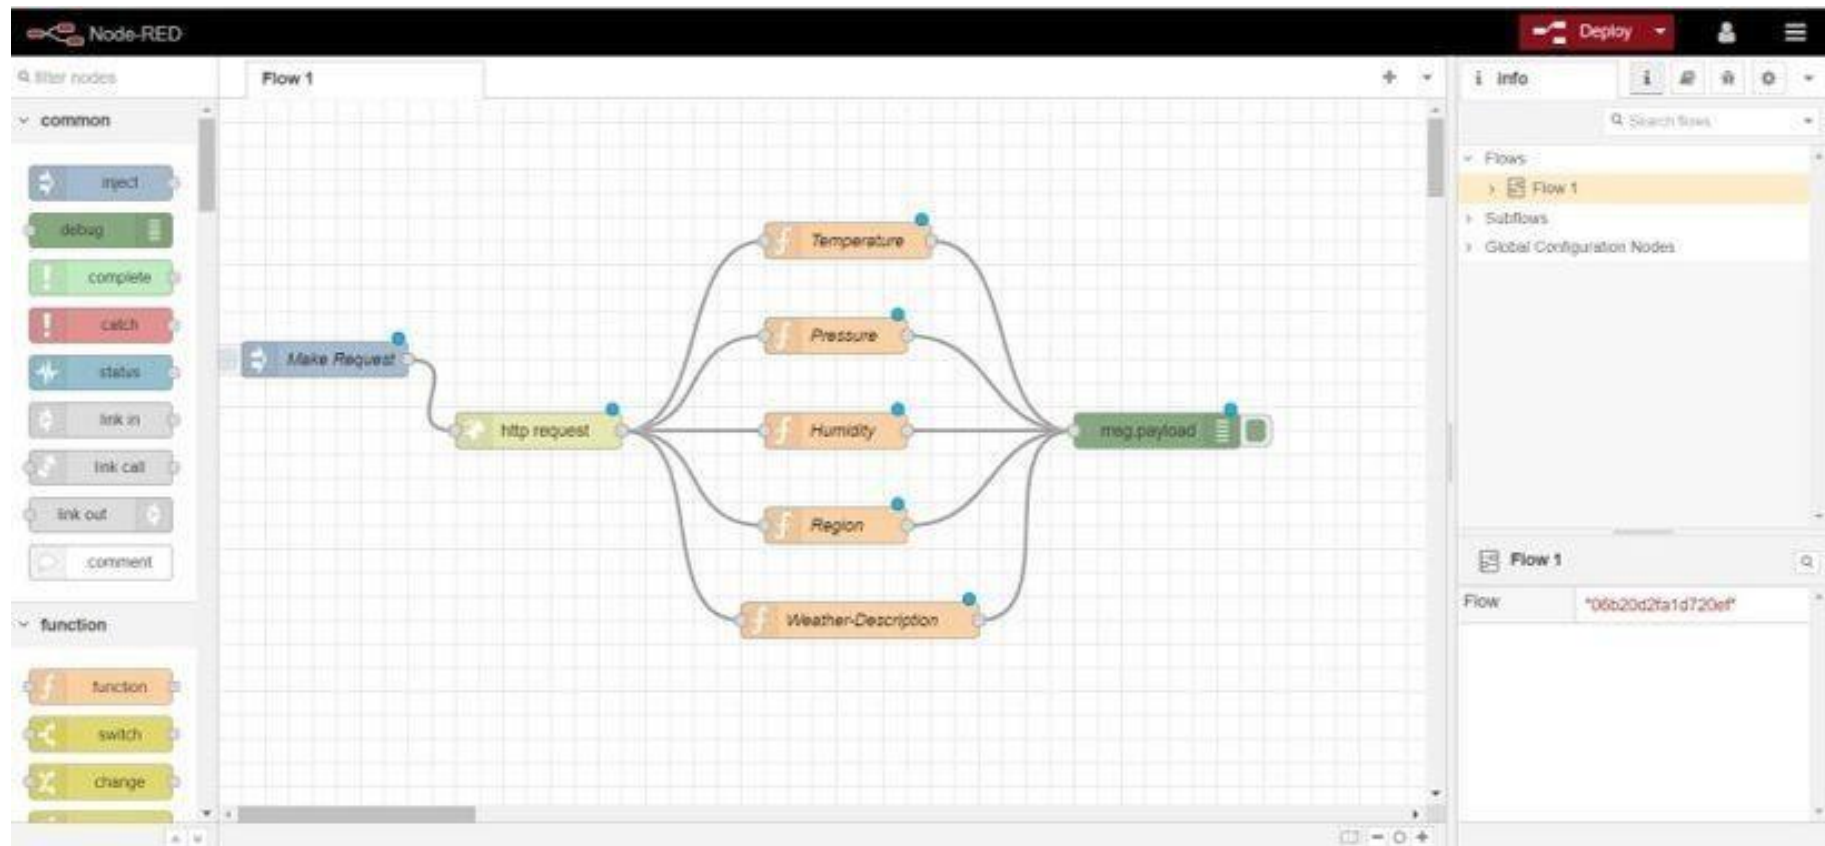 Node-RED
Deploy
filter nodes
Flow 1
i info
common
Search flows
inject
debug
complete
catch
status
link in
link call
link out
comment
function
function
switch
change
Make Request
http request
Temperature
Pressure
Humidity
Region
Weather-Description
msg.payload
Flows
Flow 1
Subflows
Global Configuration Nodes
Flow 1
Flow "06b20d2fa1d720ef"